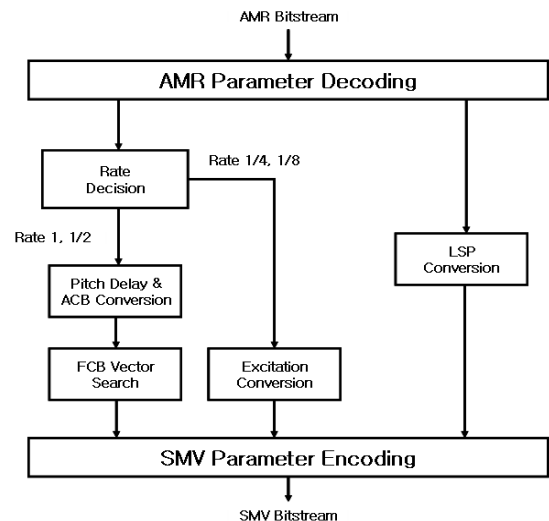 AMR Bitstream
AMR Parameter Decoding
Rate 1/4, 1/8
Rate
Decision
Rate 1, 1/2
LSP
Conversion
Pitch Delay &
ACB Conversion
FCB Vector
Search
Excitation
Conversion
SMV Parameter Encoding
SMV Bitstream